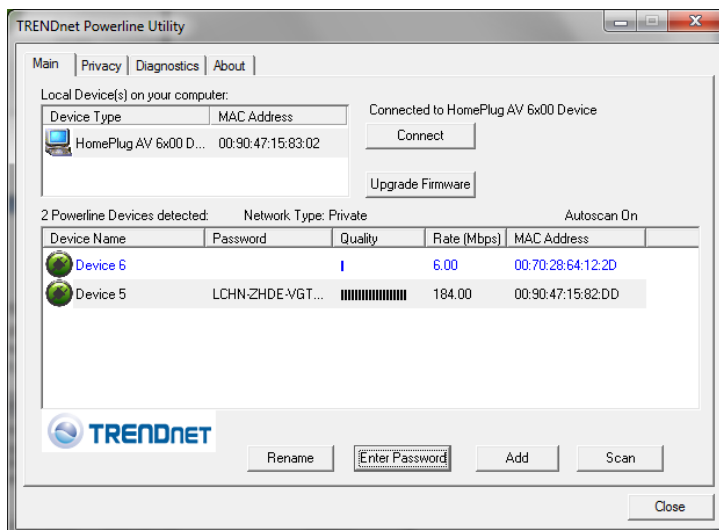 TRENDnet Powerline Utility
Main Privacy Diagnostics About
Local Device(s) on your computer:
Device Type MAC Address
HomePlug AV 6x00 D... 00:90:47:15:83:02
Connected to HomePlug AV 6x00 Device
Connect
Upgrade Firmware
2 Powerline Devices detected: Network Type: Private Autoscan On
Device Name Password Quality Rate (Mbps) MAC Address
Device 6 6.00 00:70:28:64:12:2D
Device 5 LCHN-ZHDE-VGT... 184.00 00:90:47:15:82:DD
TRENDNET
Rename Enter Password Add Scan
Close